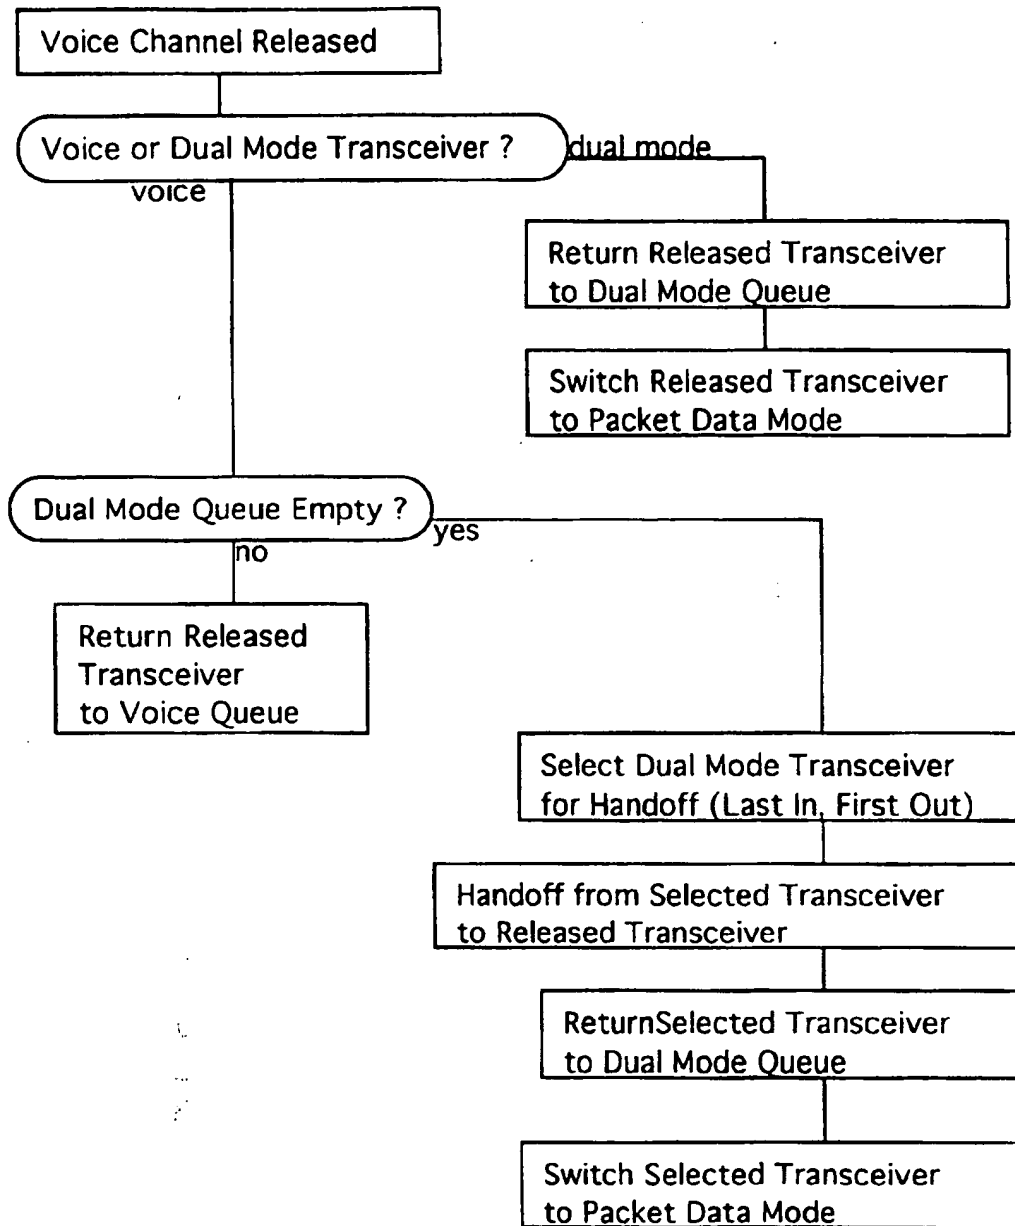 Voice Channel Released
Voice or Dual Mode Transceiver ?
dual mode
voice
Return Released Transceiver
to Dual Mode Queue
Switch Released Transceiver
to Packet Data Mode
Dual Mode Queue Empty ?
yes
no
Return Released
Transceiver
to Voice Queue
Select Dual Mode Transceiver
for Handoff (Last In, First Out)
Handoff from Selected Transceiver
to Released Transceiver
ReturnSelected Transceiver
to Dual Mode Queue
Switch Selected Transceiver
to Packet Data Mode